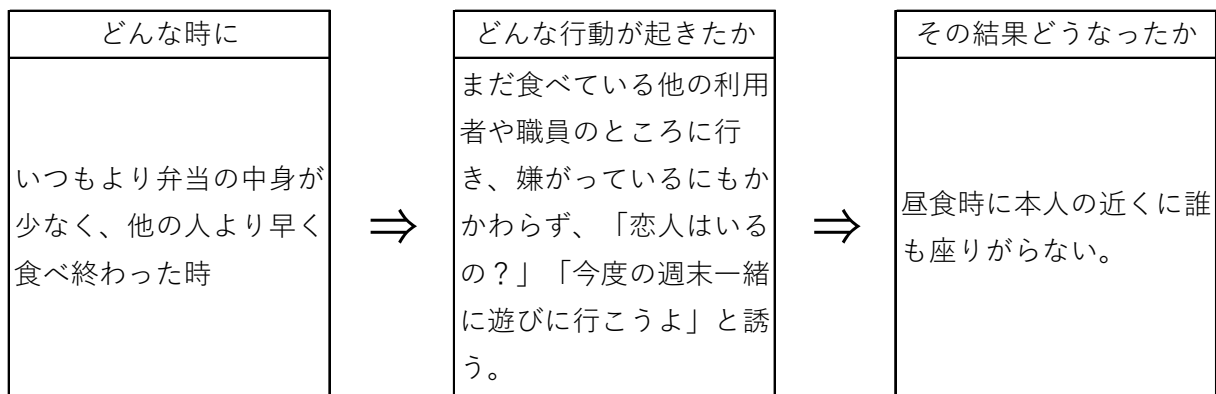 どんな時に
いつもより弁当の中身が
少なく、他の人より早く
食べ終わった時
⇒
どんな行動が起きたか
まだ食べている他の利用
者や職員のところに行
き、嫌がっているにもか
かわらず、「恋人はいる
の？」「今度の週末一緒
に遊びに行こうよ」と誘
う。
⇒
その結果どうなったか
昼食時に本人の近くに誰
も座りがらない。